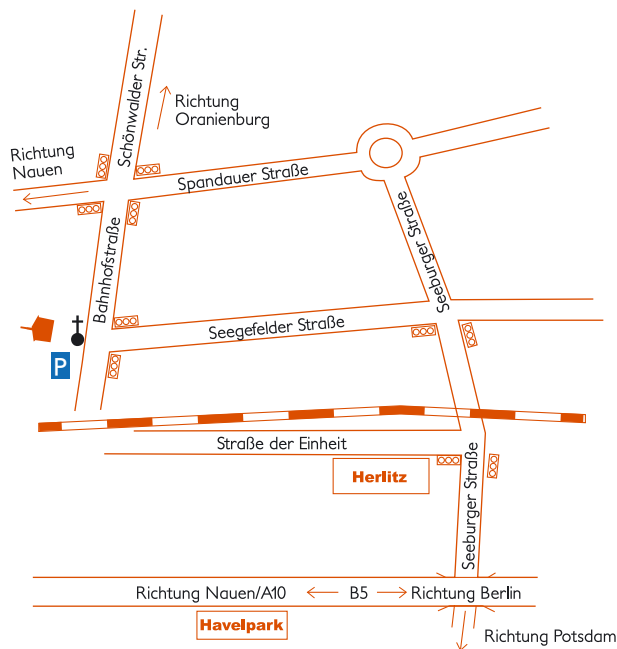 Schönwalder Str.
Richtung
Oranienburg
Richtung
Nauen
Spandauer Straße
Seeburger Straße
Bahnhofstraße
Seegefelder Straße
P
Straße der Einheit
Herlitz
Seeburger Straße
Richtung Nauen/A10 B5 Richtung Berlin
Havelpark
Richtung Potsdam